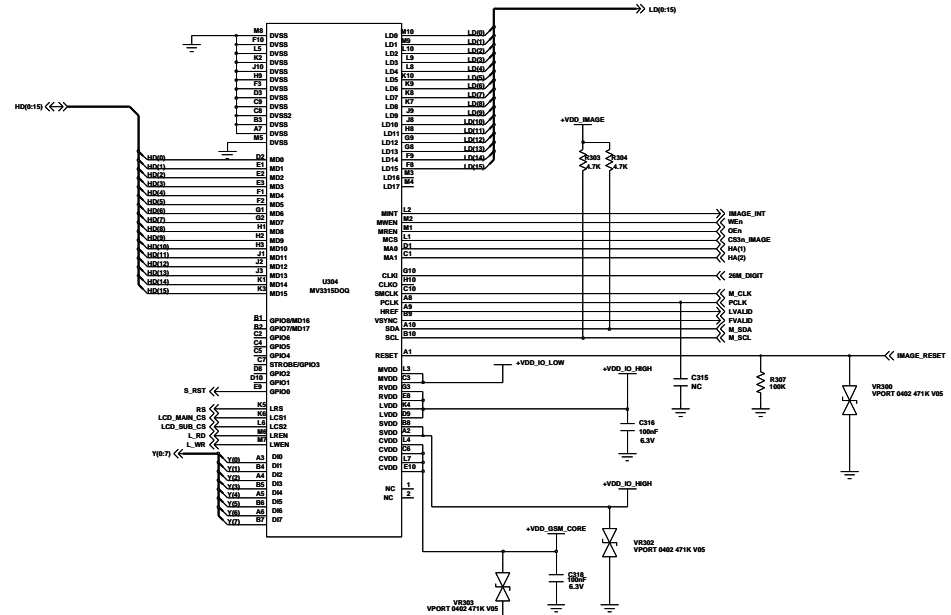 LD(0:15)
HD(0:15)
M8 DVSS
F10 DVSS
L5 DVSS
K2 DVSS
J10 DVSS
H9 DVSS
F3 DVSS
D3 DVSS
C9 DVSS
C8 DVSS2
B3 DVSS
A7 DVSS
M5 DVSS
HD(0) D2 MD0
HD(1) E1 MD1
HD(2) E2 MD2
HD(3) E3 MD3
HD(4) F1 MD4
HD(5) F2 MD5
HD(6) G1 MD6
HD(7) G2 MD7
HD(8) H1 MD8
HD(9) H2 MD9
HD(10) H3 MD10
HD(11) J1 MD11
HD(12) J2 MD12
HD(13) J3 MD13
HD(14) K1 MD14
HD(15) K3 MD15
B1 GPIO8/MD16
B2 GPIO7/MD17
C2 GPIO6
C4 GPIO5
C5 GPIO4
C7 STROBE/GPIO3
D8 GPIO2
D10 GPIO1
S_RST E9 GPIO0
RS K5 LRS
LCD_MAIN_CS K6 LCS1
LCD_SUB_CS L6 LCS2
L_RD M6 LREN
L_WR M7 LWEN
Y(0:7)
Y(0) A3 DI0
Y(1) B4 DI1
Y(2) A4 DI2
Y(3) B5 DI3
Y(4) A5 DI4
Y(5) B6 DI5
Y(6) A6 DI6
Y(7) B7 DI7
U304
MV3315DOQ
LD0 M10 LD(0)
LD1 M9 LD(1)
LD2 L10 LD(2)
LD3 L9 LD(3)
LD4 L8 LD(4)
LD5 K10 LD(5)
LD6 K9 LD(6)
LD7 K8 LD(7)
LD8 K7 LD(8)
LD9 J9 LD(9)
LD10 J8 LD(10)
LD11 H8 LD(11)
LD12 G9 LD(12)
LD13 G8 LD(13)
LD14 F9 LD(14)
LD15 F8 LD(15)
LD16 M3
LD17 M4
+VDD_IMAGE
R303 R304
4.7K 4.7K
MINT L2 IMAGE_INT
MWEN M2 WEn
MREN M1 OEn
MCS L1 CS3n_IMAGE
MA0 D1 HA(1)
MA1 C1 HA(2)
CLKI G10 26M_DIGIT
CLKO H10
SMCLK C10 M_CLK
PCLK A8 PCLK
HREF A9 LVALID
VSYNC B9 FVALID
SDA A10 M_SDA
SCL B10 M_SCL
RESET A1 IMAGE_RESET
MVDD L3
MVDD C3
RVDD G3
RVDD E8
LVDD K4
LVDD D9
SVDD B8
SVDD A2
CVDD L4
CVDD C6
CVDD L7
CVDD E10
NC 1
NC 2
+VDD_IO_LOW
+VDD_IO_HIGH
C316
100nF
6.3V
C315
NC
R307
100K
VR300
VPORT 0402 471K V05
+VDD_IO_HIGH
VR302
VPORT 0402 471K V05
+VDD_GSM_CORE
C318
100nF
6.3V
VR303
VPORT 0402 471K V05